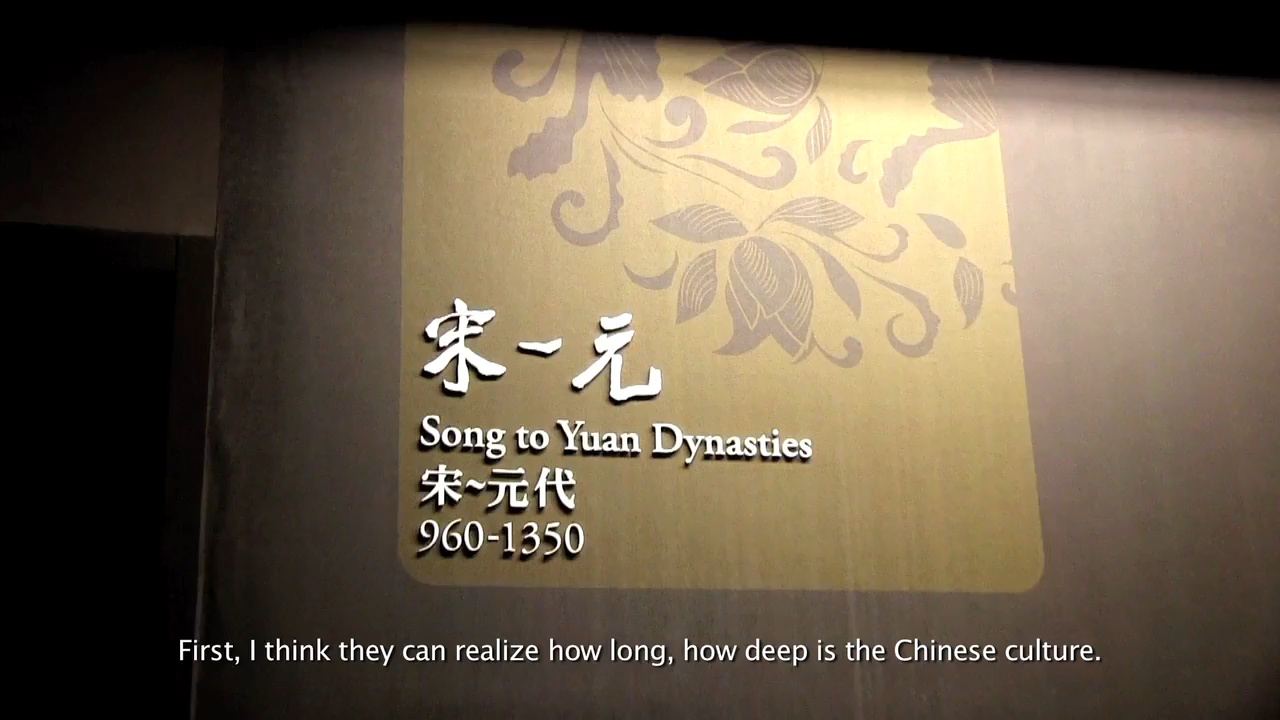 宋－元
Song to Yuan Dynasties
宋~元代
960-1350
First, I think they can realize how long, how deep is the Chinese culture.